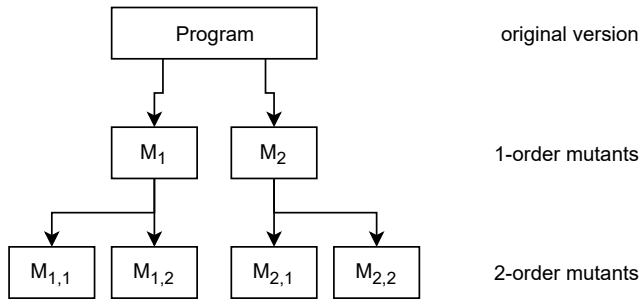 Program original version
M1 M2 1-order mutants
M1,1 M1,2 M2,1 M2,2 2-order mutants